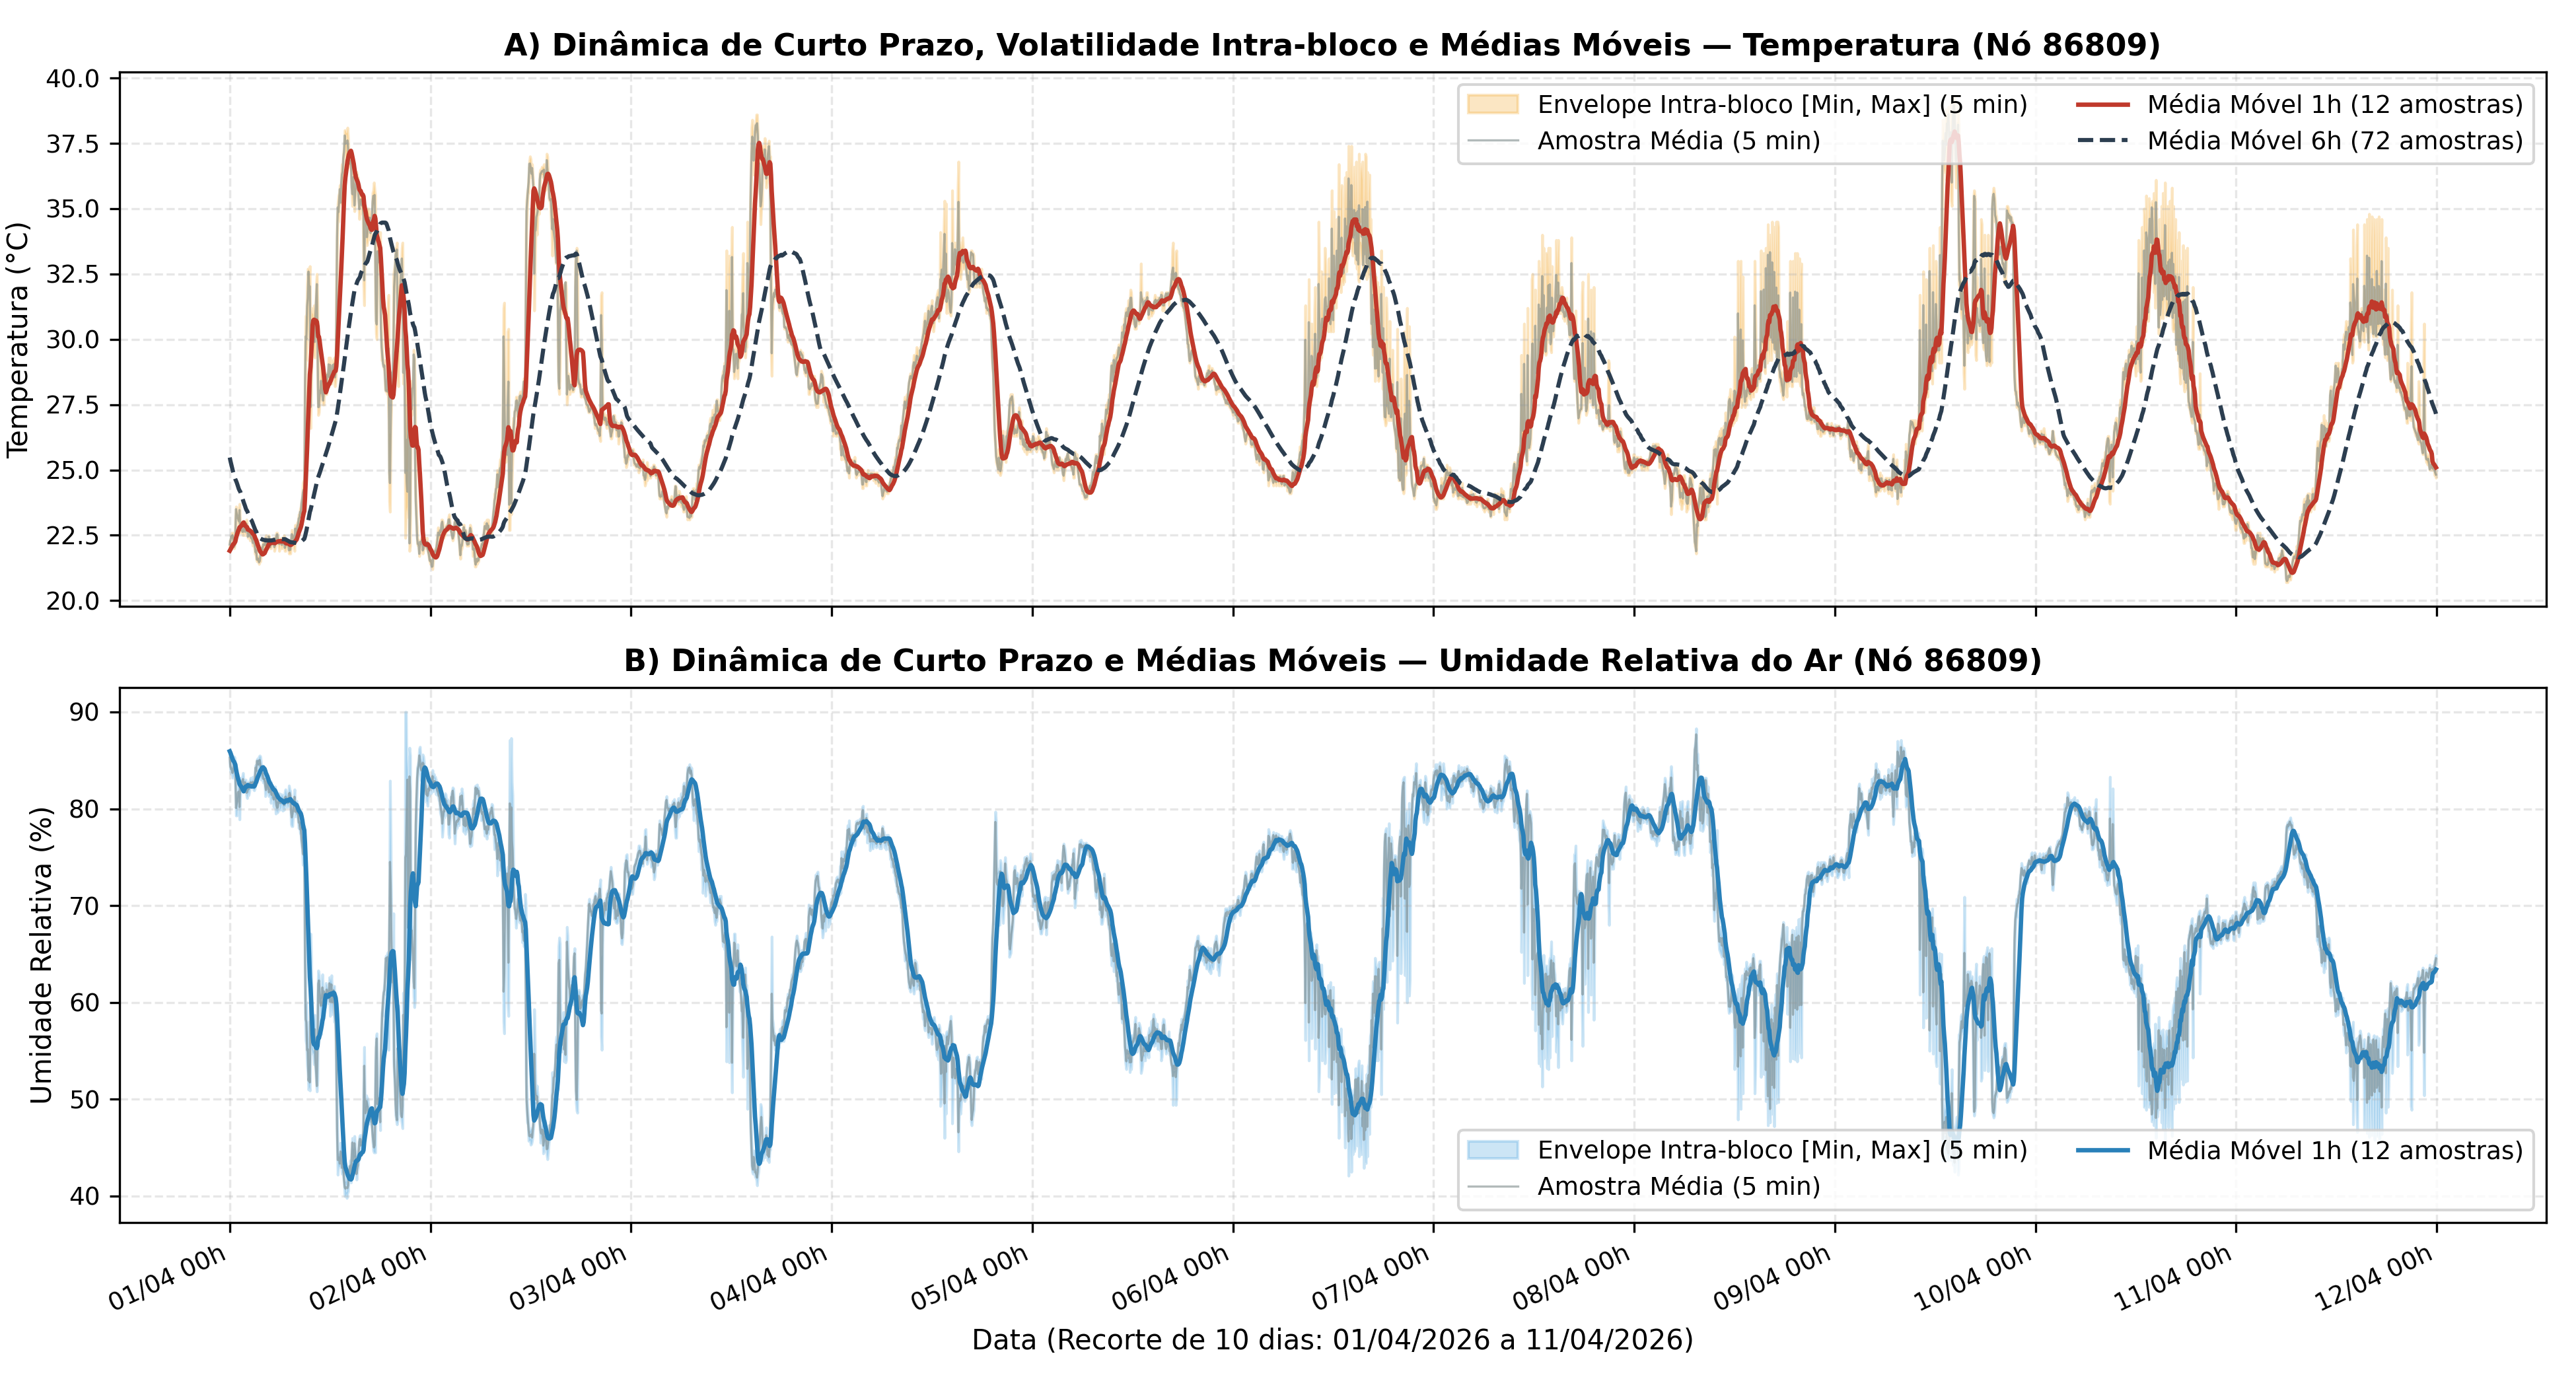 A) Dinâmica de Curto Prazo, Volatilidade Intra-bloco e Médias Móveis — Temperatura (Nó 86809)
Temperatura (°C)
40.0
37.5
35.0
32.5
30.0
27.5
25.0
22.5
20.0
Envelope Intra-bloco [Min, Max] (5 min)
Amostra Média (5 min)
Média Móvel 1h (12 amostras)
Média Móvel 6h (72 amostras)
B) Dinâmica de Curto Prazo e Médias Móveis — Umidade Relativa do Ar (Nó 86809)
Umidade Relativa (%)
90
80
70
60
50
40
Envelope Intra-bloco [Min, Max] (5 min)
Amostra Média (5 min)
Média Móvel 1h (12 amostras)
01/04 00h
02/04 00h
03/04 00h
04/04 00h
05/04 00h
06/04 00h
07/04 00h
08/04 00h
09/04 00h
10/04 00h
11/04 00h
12/04 00h
Data (Recorte de 10 dias: 01/04/2026 a 11/04/2026)